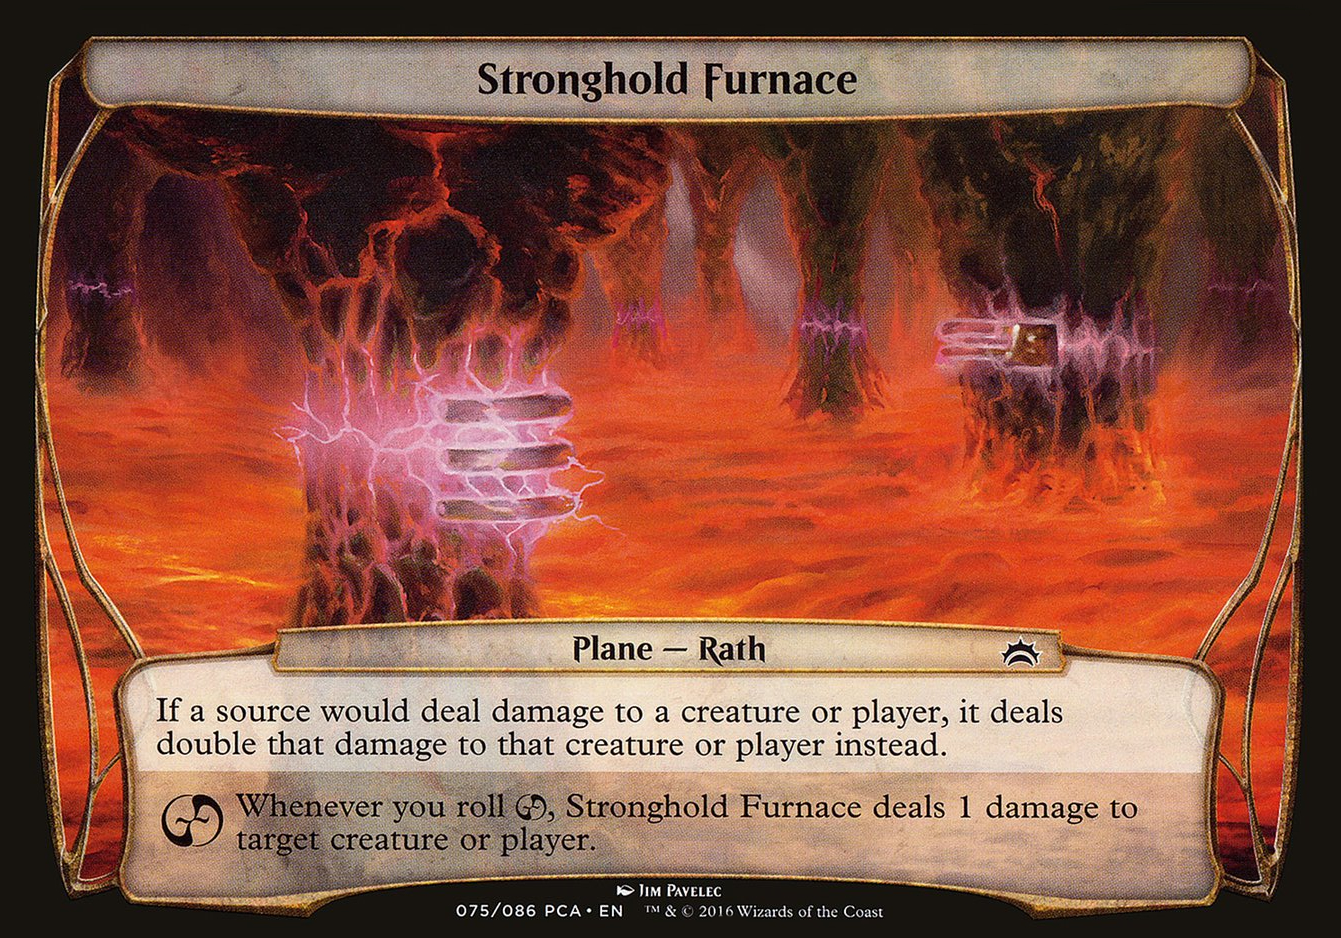 Stronghold Furnace
Plane — Rath
If a source would deal damage to a creature or player, it deals
double that damage to that creature or player instead.
Whenever you roll , Stronghold Furnace deals 1 damage to
target creature or player.
Jim Pavelec
075/086 PCA • EN ™ & © 2016 Wizards of the Coast